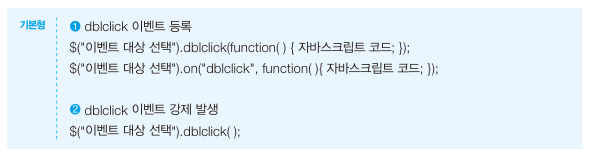 기본형
❶ dblclick 이벤트 등록
$("이벤트 대상 선택").dblclick(function( ) { 자바스크립트 코드; });
$("이벤트 대상 선택").on("dblclick", function( ){ 자바스크립트 코드; });
❷ dblclick 이벤트 강제 발생
$("이벤트 대상 선택").dblclick( );